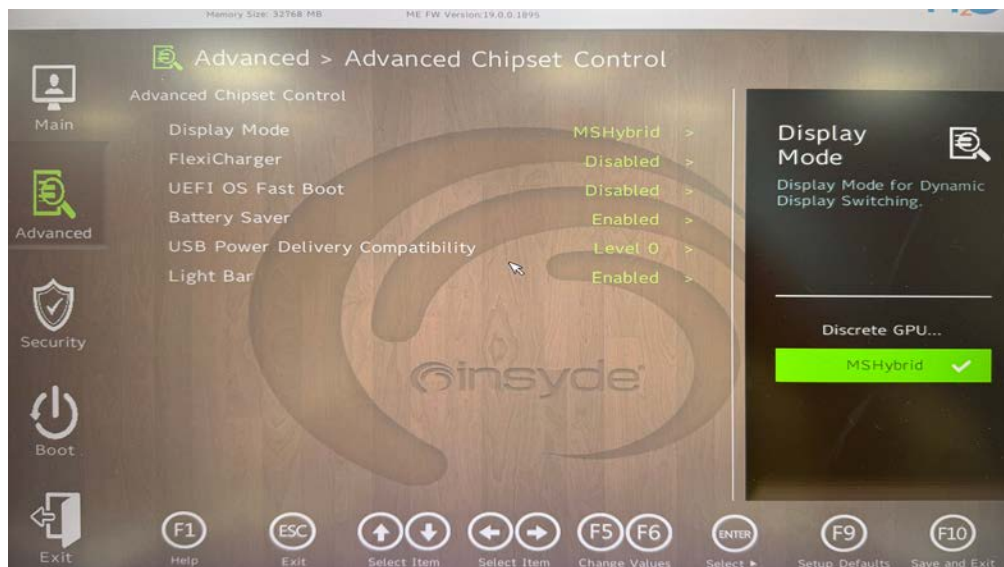 Memory Size: 32768 MB ME FW Version:19.0.0.1895
Advanced > Advanced Chipset Control
Advanced Chipset Control
Main
Advanced
Security
Boot
Exit
Display Mode MSHybrid >
FlexiCharger Disabled >
UEFI OS Fast Boot Disabled >
Battery Saver Enabled >
USB Power Delivery Compatibility Level 0 >
Light Bar Enabled >
insyde
Display
Mode
Display Mode for Dynamic
Display Switching.
Discrete GPU...
MSHybrid
F1 Help
ESC Exit
Select Item
Select Item
F5 F6 Change Values
ENTER Select
F9 Setup Defaults
F10 Save and Exit